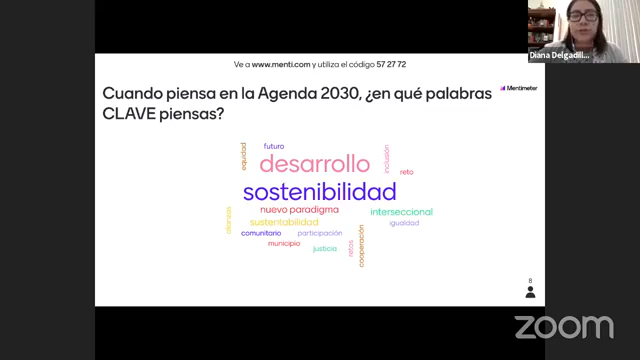 Ve a www.menti.com y utiliza el código 57 27 72
Mentimeter
Cuando piensa en la Agenda 2030, ¿en qué palabras
CLAVE piensas?
equidad
futuro
inclusión
desarrollo
reto
sostenibilidad
alianzas
nuevo paradigma
interseccional
sustentabilidad
igualdad
comunitario
participación
cooperación
municipio
justicia
retos
8
Diana Delgadill...
zoom